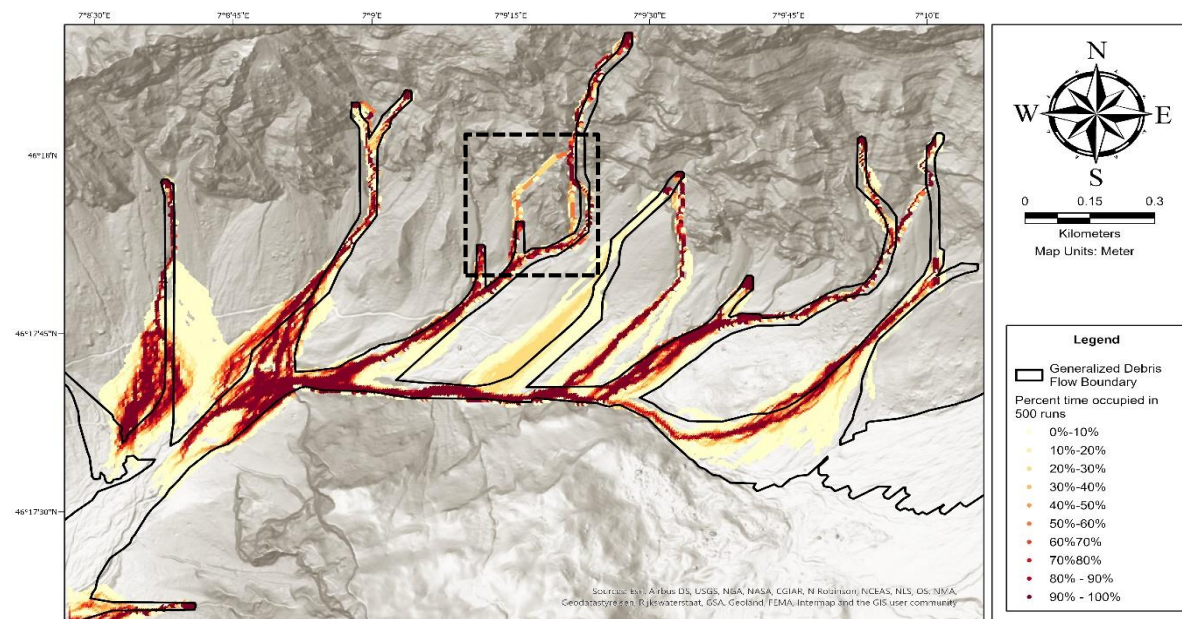 7°8'30"E 7°8'45"E 7°9'E 7°9'15"E 7°9'30"E 7°9'45"E 7°10'E
46°18'N
46°17'45"N
46°17'30"N
Sources: Esri, Airbus DS, USGS, NGA, NASA, CGIAR, N Robinson, NCEAS, NLS, OS, NMA,
Geodatastyrelsen, Rijkswaterstaat, GSA, Geoland, FEMA, Intermap and the GIS user community
N
W E
S
0 0.15 0.3
Kilometers
Map Units: Meter
Legend
Generalized Debris
Flow Boundary
Percent time occupied in
500 runs
0%-10%
10%-20%
20%-30%
30%-40%
40%-50%
50%-60%
60%70%
70%80%
80% - 90%
90% - 100%